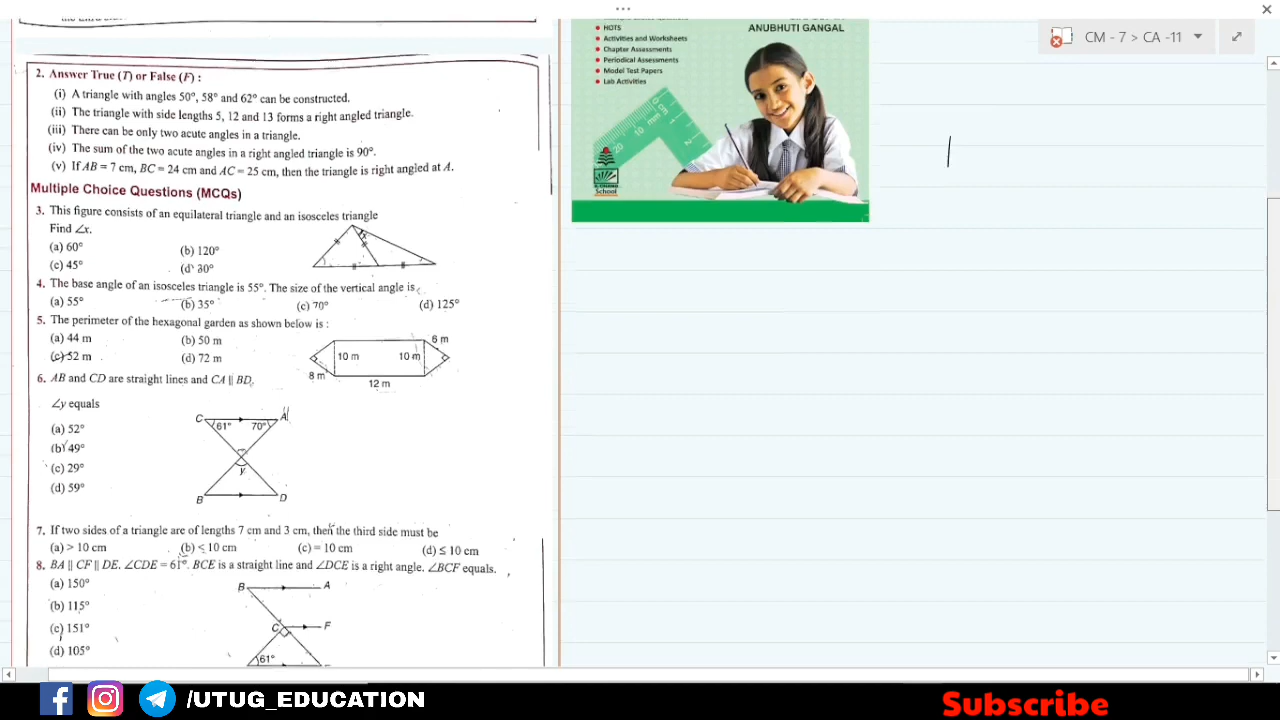 ANUBHUTI GANGAL
CM - 7 > CA -11
HOTS
Activities and Worksheets
Chapter Assessments
Periodical Assessments
Model Test Papers
Lab Activities
0 cm
10 mm
20
School
2. Answer True (T) or False (F) :
(i) A triangle with angles 50°, 58° and 62° can be constructed.
(ii) The triangle with side lengths 5, 12 and 13 forms a right angled triangle.
(iii) There can be only two acute angles in a triangle.
(iv) The sum of the two acute angles in a right angled triangle is 90°.
(v) If AB = 7 cm, BC = 24 cm and AC = 25 cm, then the triangle is right angled at A.
Multiple Choice Questions (MCQs)
3. This figure consists of an equilateral triangle and an isosceles triangle
Find ∠x.
(a) 60° (b) 120°
(c) 45° (d) 30°
x
4. The base angle of an isosceles triangle is 55°. The size of the vertical angle is
(a) 55° (b) 35° (c) 70° (d) 125°
5. The perimeter of the hexagonal garden as shown below is :
(a) 44 m (b) 50 m
(c) 52 m (d) 72 m
6 m
10 m 10 m
8 m
12 m
6. AB and CD are straight lines and CA || BD.
∠y equals
(a) 52°
(b) 49°
(c) 29°
(d) 59°
C A
61° 70°
y
B D
7. If two sides of a triangle are of lengths 7 cm and 3 cm, then the third side must be
(a) > 10 cm (b) < 10 cm (c) = 10 cm (d) ≤ 10 cm
8. BA || CF || DE. ∠CDE = 61°. BCE is a straight line and ∠DCE is a right angle. ∠BCF equals.
(a) 150°
(b) 115°
(c) 151°
(d) 105°
B A
C F
61°
/UTUG_EDUCATION
Subscribe